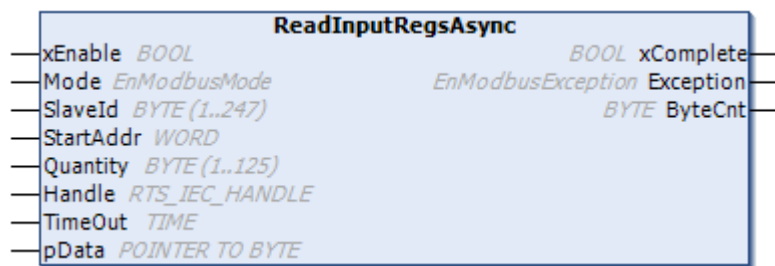 ReadInputRegsAsync
xEnable BOOL BOOL xComplete
Mode EnModbusMode EnModbusException Exception
SlaveId BYTE (1..247) BYTE ByteCnt
StartAddr WORD
Quantity BYTE (1..125)
Handle RTS_IEC_HANDLE
TimeOut TIME
pData POINTER TO BYTE